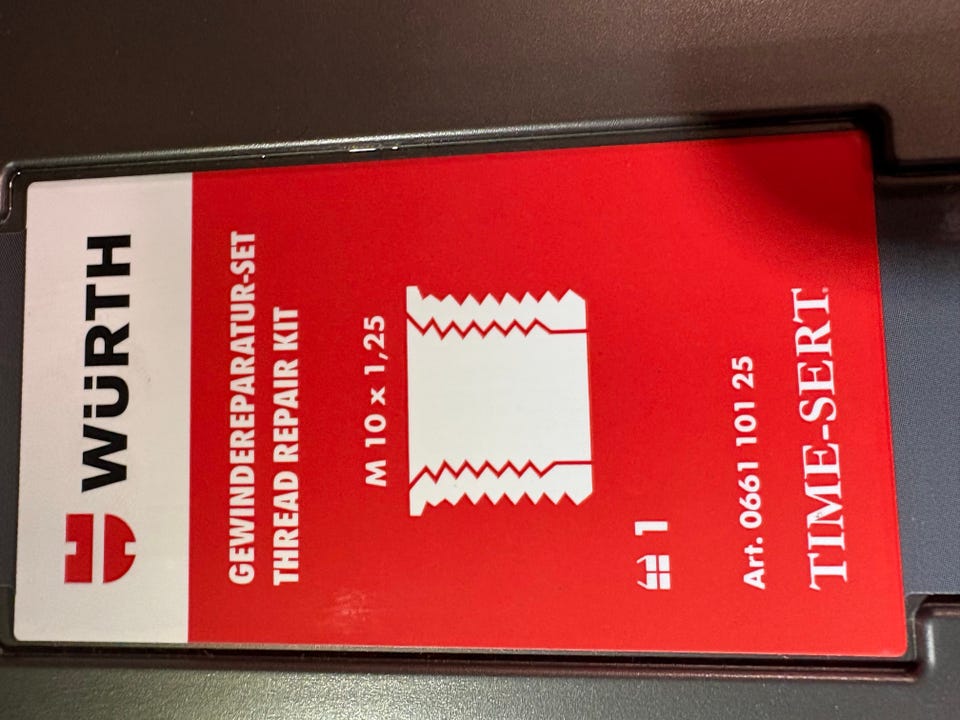 WÜRTH
GEWINDEREPARATUR-SET
THREAD REPAIR KIT
M 10 x 1,25
1
Art. 0661 101 25
TIME-SERT®